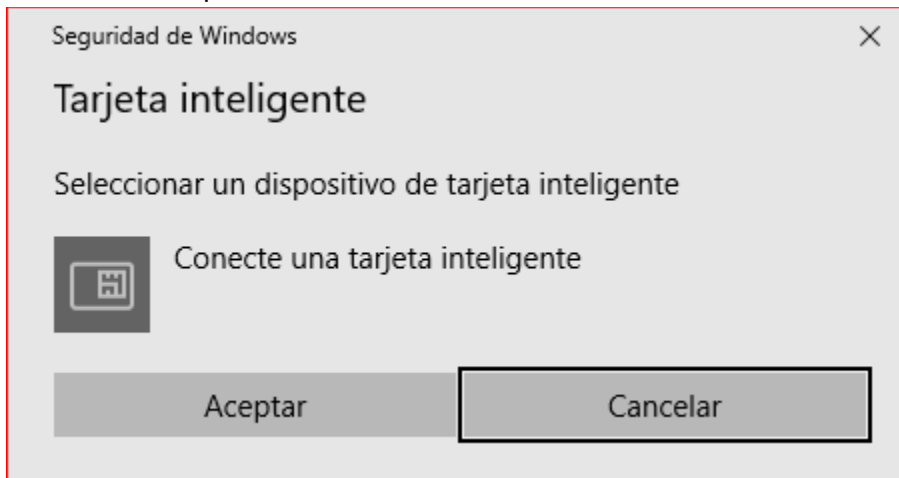 Seguridad de Windows
Tarjeta inteligente
Seleccionar un dispositivo de tarjeta inteligente
Conecte una tarjeta inteligente
Aceptar
Cancelar